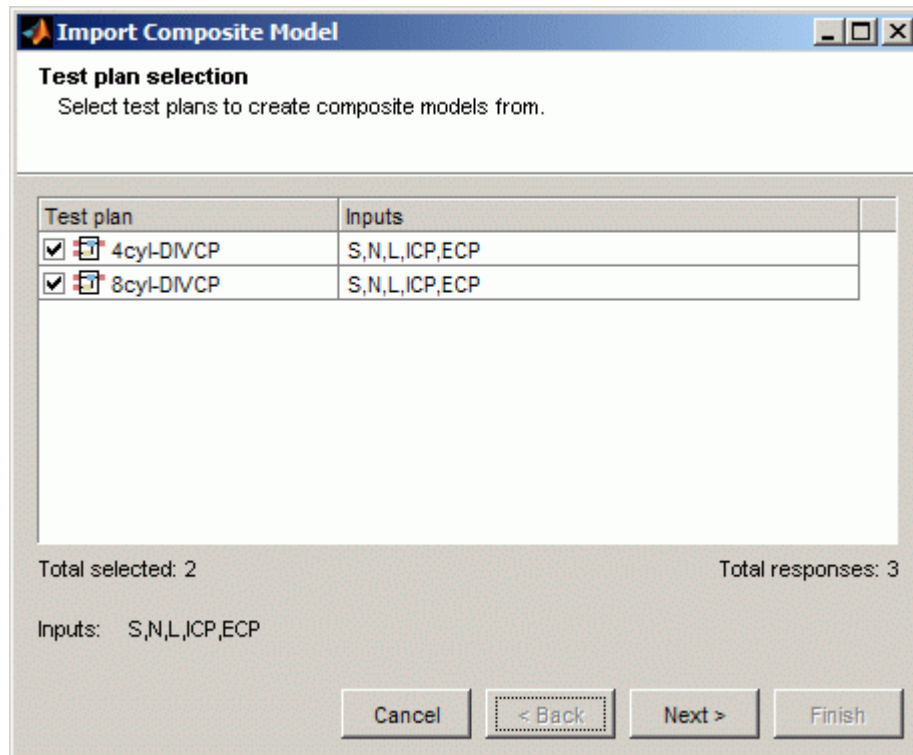 Import Composite Model
Test plan selection
Select test plans to create composite models from.
Test plan Inputs
4cyl-DIVCP S,N,L,ICP,ECP
8cyl-DIVCP S,N,L,ICP,ECP
Total selected: 2 Total responses: 3
Inputs: S,N,L,ICP,ECP
Cancel < Back Next > Finish